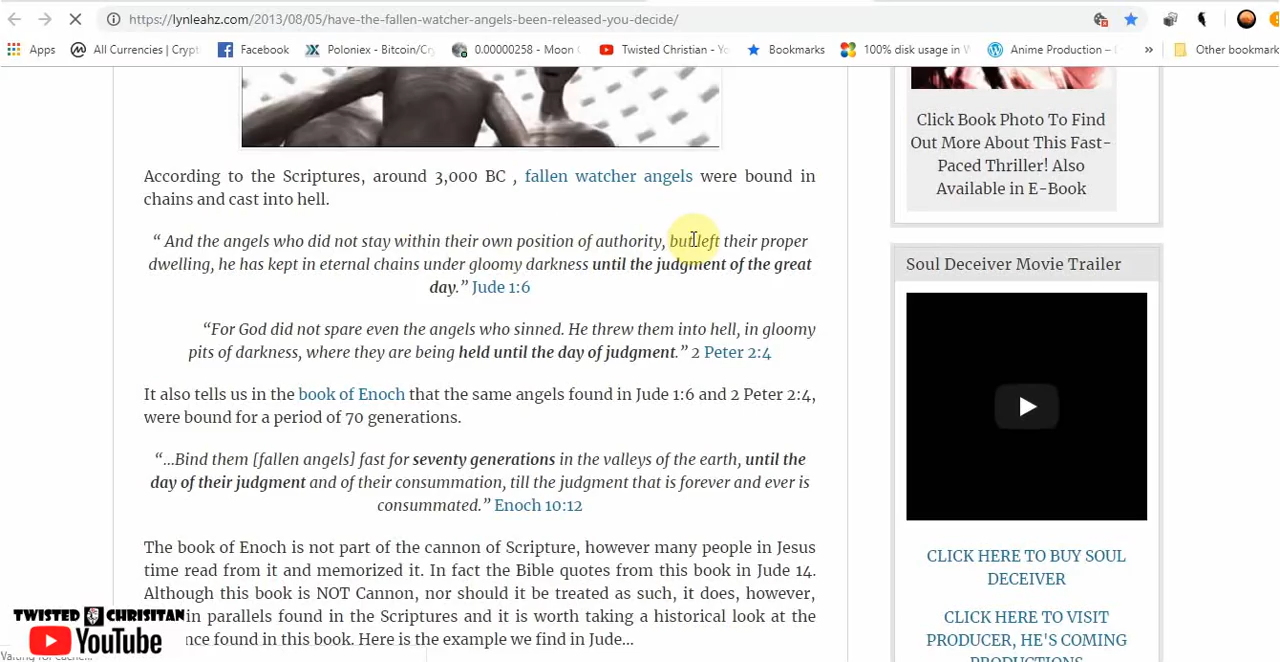 https://lynleahz.com/2013/08/05/have-the-fallen-watcher-angels-been-released-you-decide/
Apps All Currencies | Crypt Facebook Poloniex - Bitcoin/Cry 0.00000258 - Moon C Twisted Christian - Yo Bookmarks 100% disk usage in W Anime Production – » Other bookmark
According to the Scriptures, around 3,000 BC , fallen watcher angels were bound in
chains and cast into hell.
“ And the angels who did not stay within their own position of authority, but left their proper
dwelling, he has kept in eternal chains under gloomy darkness until the judgment of the great
day.” Jude 1:6
“For God did not spare even the angels who sinned. He threw them into hell, in gloomy
pits of darkness, where they are being held until the day of judgment.” 2 Peter 2:4
It also tells us in the book of Enoch that the same angels found in Jude 1:6 and 2 Peter 2:4,
were bound for a period of 70 generations.
“…Bind them [fallen angels] fast for seventy generations in the valleys of the earth, until the
day of their judgment and of their consummation, till the judgment that is forever and ever is
consummated.” Enoch 10:12
The book of Enoch is not part of the cannon of Scripture, however many people in Jesus
time read from it and memorized it. In fact the Bible quotes from this book in Jude 14.
Although this book is NOT Cannon, nor should it be treated as such, it does, however,
in parallels found in the Scriptures and it is worth taking a historical look at the
nce found in this book. Here is the example we find in Jude…
TWISTED CHRISITAN
YouTube
Click Book Photo To Find
Out More About This Fast-
Paced Thriller! Also
Available in E-Book
Soul Deceiver Movie Trailer
CLICK HERE TO BUY SOUL
DECEIVER
CLICK HERE TO VISIT
PRODUCER, HE'S COMING
PRODUCTIONS